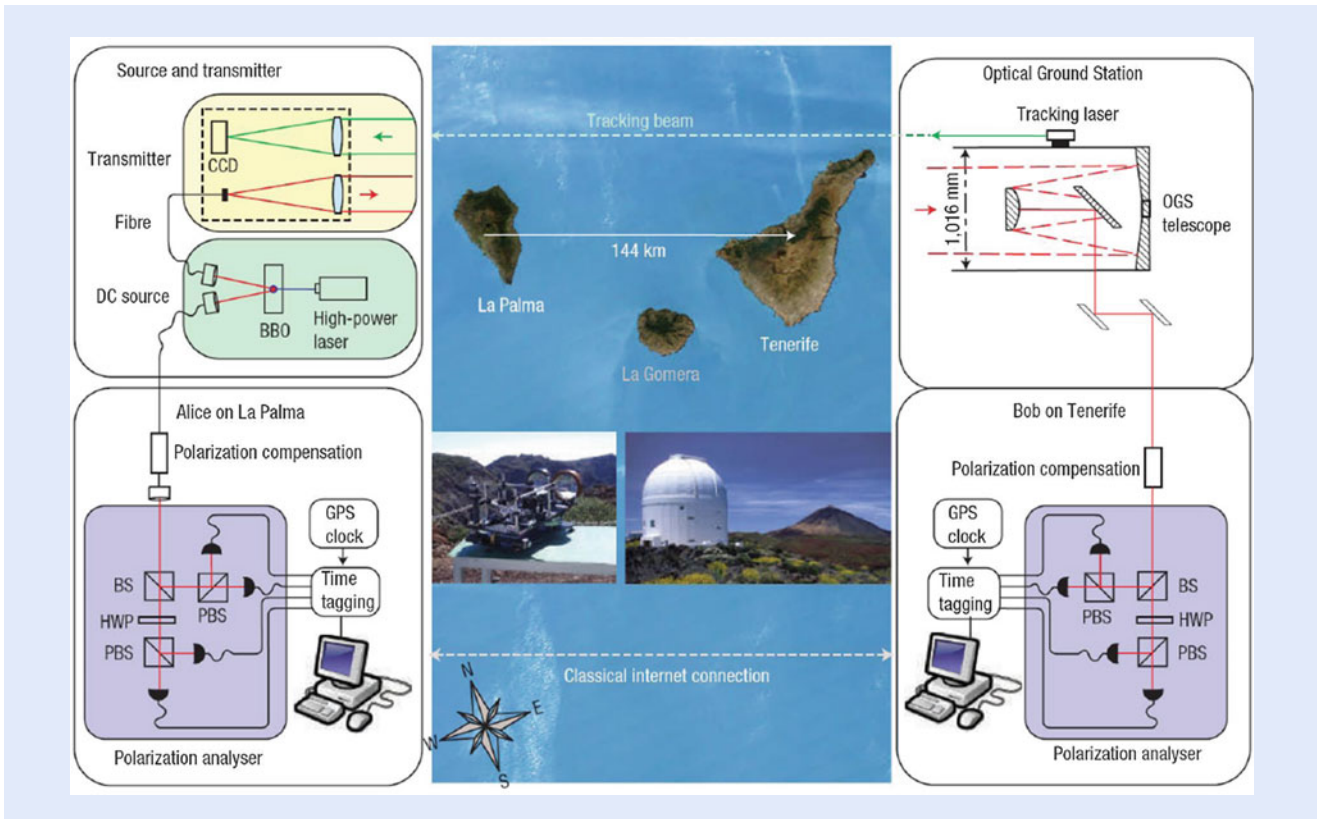 Source and transmitter
Transmitter
CCD
Fibre
DC source
BBO
High-power
laser
Alice on La Palma
Polarization compensation
GPS
clock
Time
tagging
BS
PBS
HWP
PBS
Polarization analyser
Tracking beam
144 km
La Palma
Tenerife
La Gomera
Classical internet connection
N
E
W
S
Optical Ground Station
Tracking laser
1,016 mm
OGS
telescope
Bob on Tenerife
Polarization compensation
GPS
clock
Time
tagging
BS
PBS
HWP
PBS
Polarization analyser